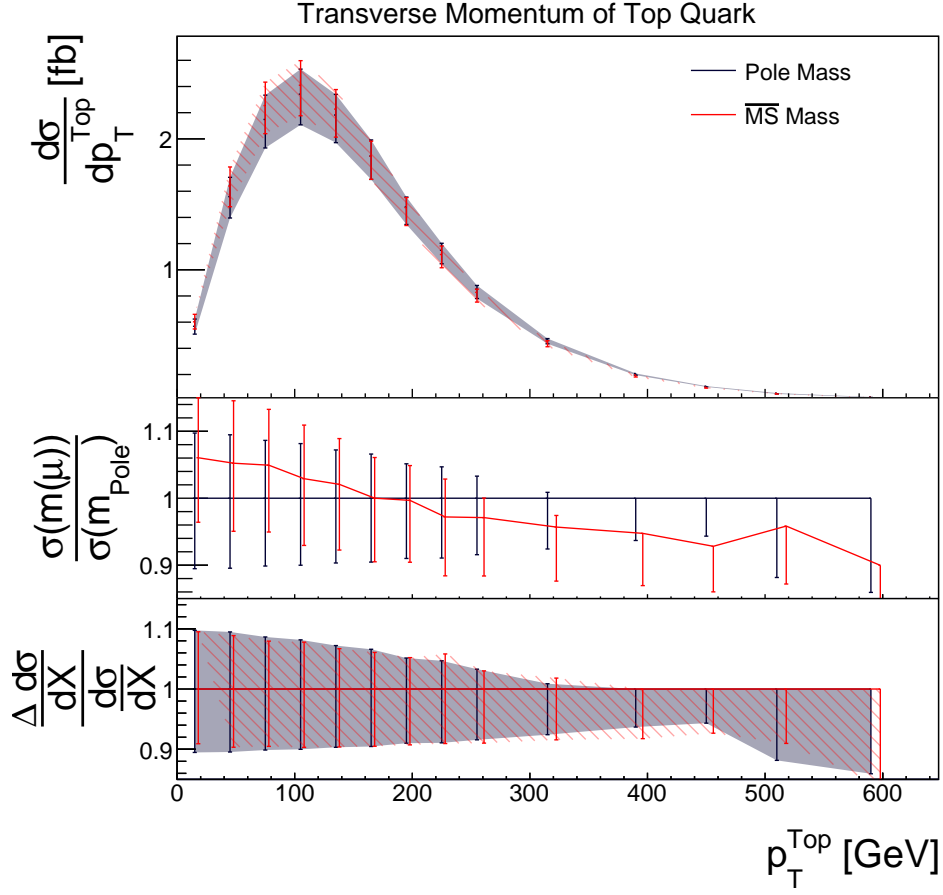 Transverse Momentum of Top Quark
dσ
dp_T^Top [fb]
Pole Mass
M̅S̅ Mass
2
1
σ(m(μ))
σ(m_Pole)
1.1
1
0.9
Δ dσ
dX
dσ
dX
1.1
1
0.9
0 100 200 300 400 500 600
p_T^Top [GeV]